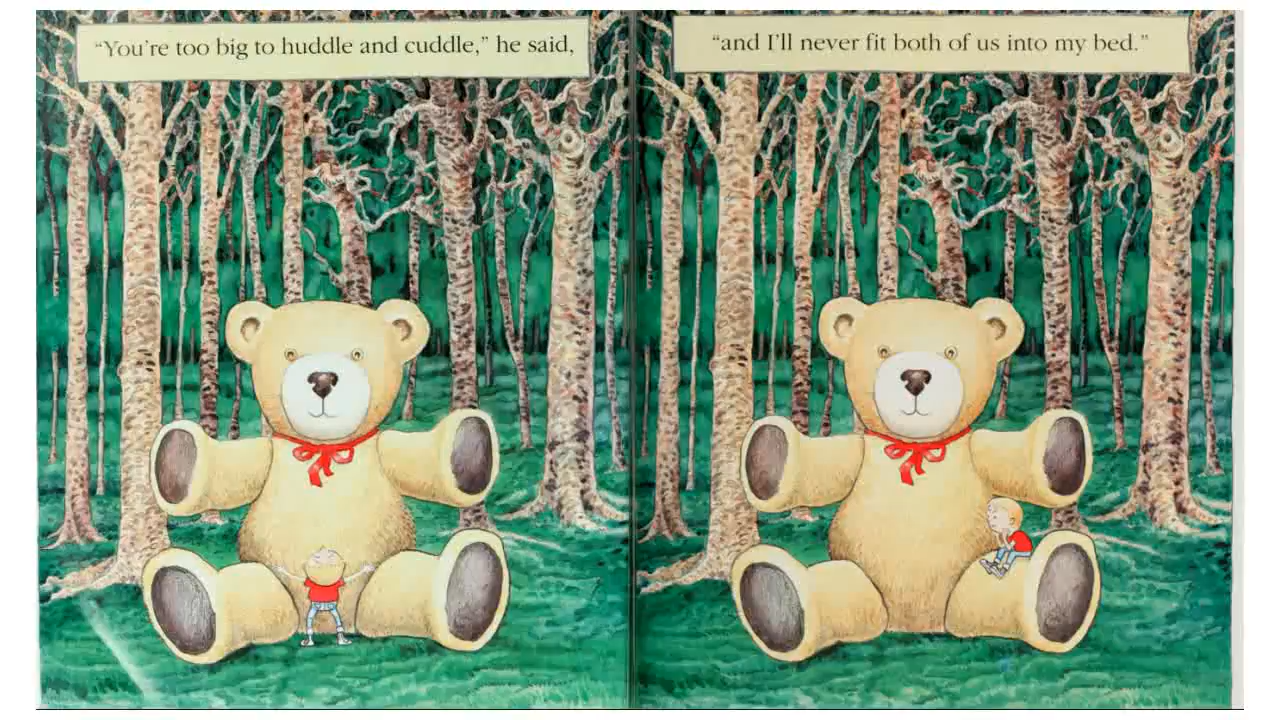 “You’re too big to huddle and cuddle,” he said,
“and I’ll never fit both of us into my bed.”